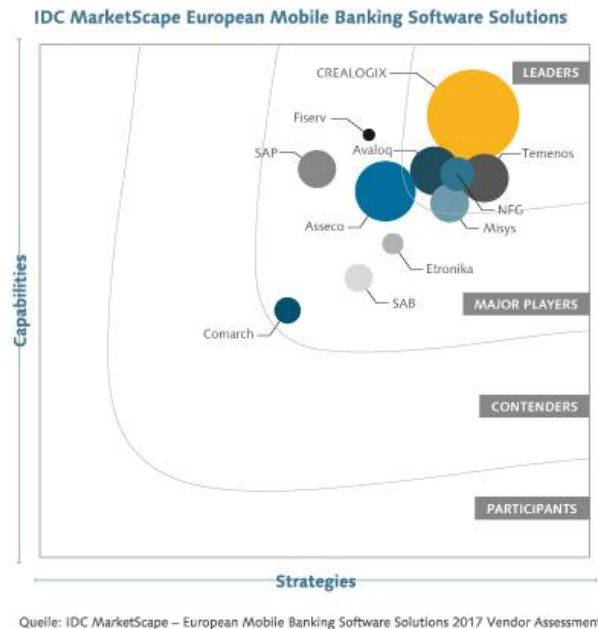 IDC MarketScape European Mobile Banking Software Solutions
CREALOGIX
LEADERS
Fiserv
Avaloq
SAP
Temenos
NFG
Asseco
Misys
Etronika
SAB
MAJOR PLAYERS
Comarch
Capabilities
CONTENDERS
PARTICIPANTS
Strategies
Quelle: IDC MarketScape – European Mobile Banking Software Solutions 2017 Vendor Assessment